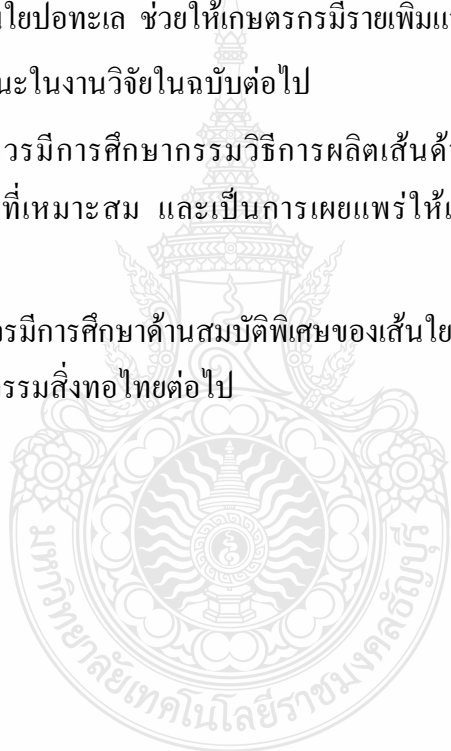 นใยปอทะเล ช่วยให้เกษตรกรมีรายเพิ่มแ
นะในงานวิจัยในฉบับต่อไป
วรมีการศึกษากรรมวิธีการผลิตเส้นด้
ที่เหมาะสม และเป็นการเผยแพร่ให้เ
วรมีการศึกษาด้านสมบัติพิเศษของเส้นใย
รรมสิ่งทอไทยต่อไป
มหาวิทยาลัยเทคโนโลยีราชมงคลธัญบุรี